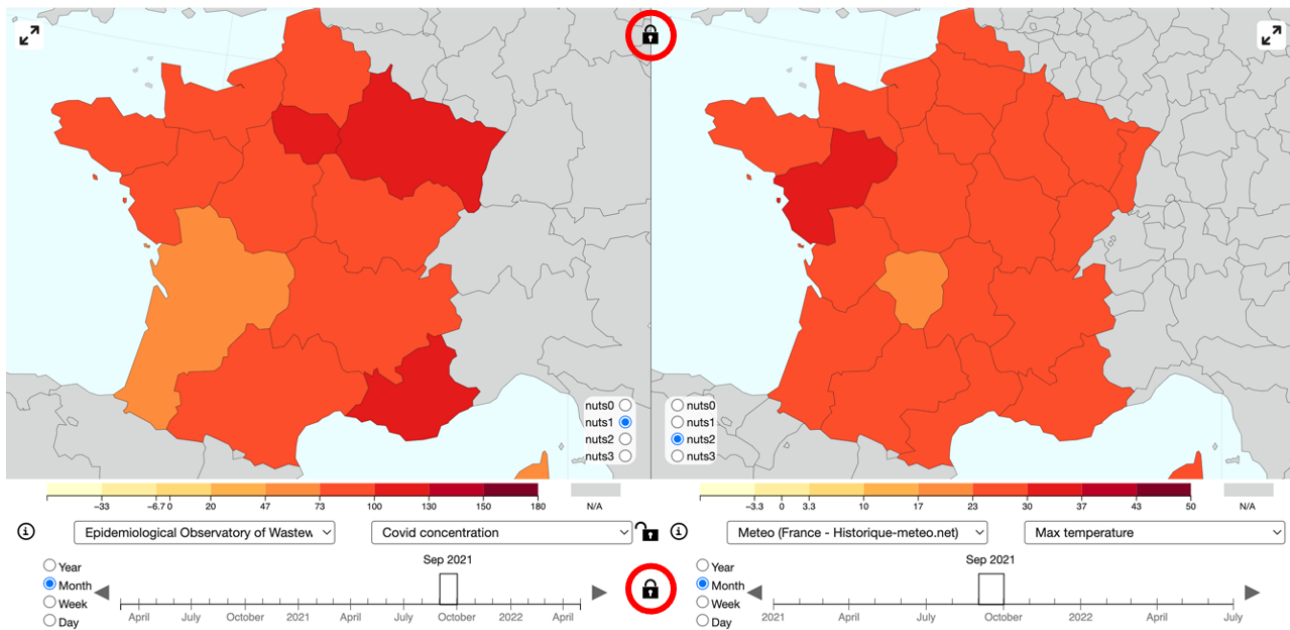 nuts0
nuts1
nuts2
nuts3
nuts0
nuts1
nuts2
nuts3
-33 -6.7 0 20 47 73 100 130 150 180 N/A
-3.3 0 3.3 10 17 23 30 37 43 50 N/A
Epidemiological Observatory of Wastew
Covid concentration
Meteo (France - Historique-meteo.net)
Max temperature
Year
Month
Week
Day
Sep 2021
April July October 2021 April July October 2022 April
Year
Month
Week
Day
Sep 2021
2021 April July October 2022 April July